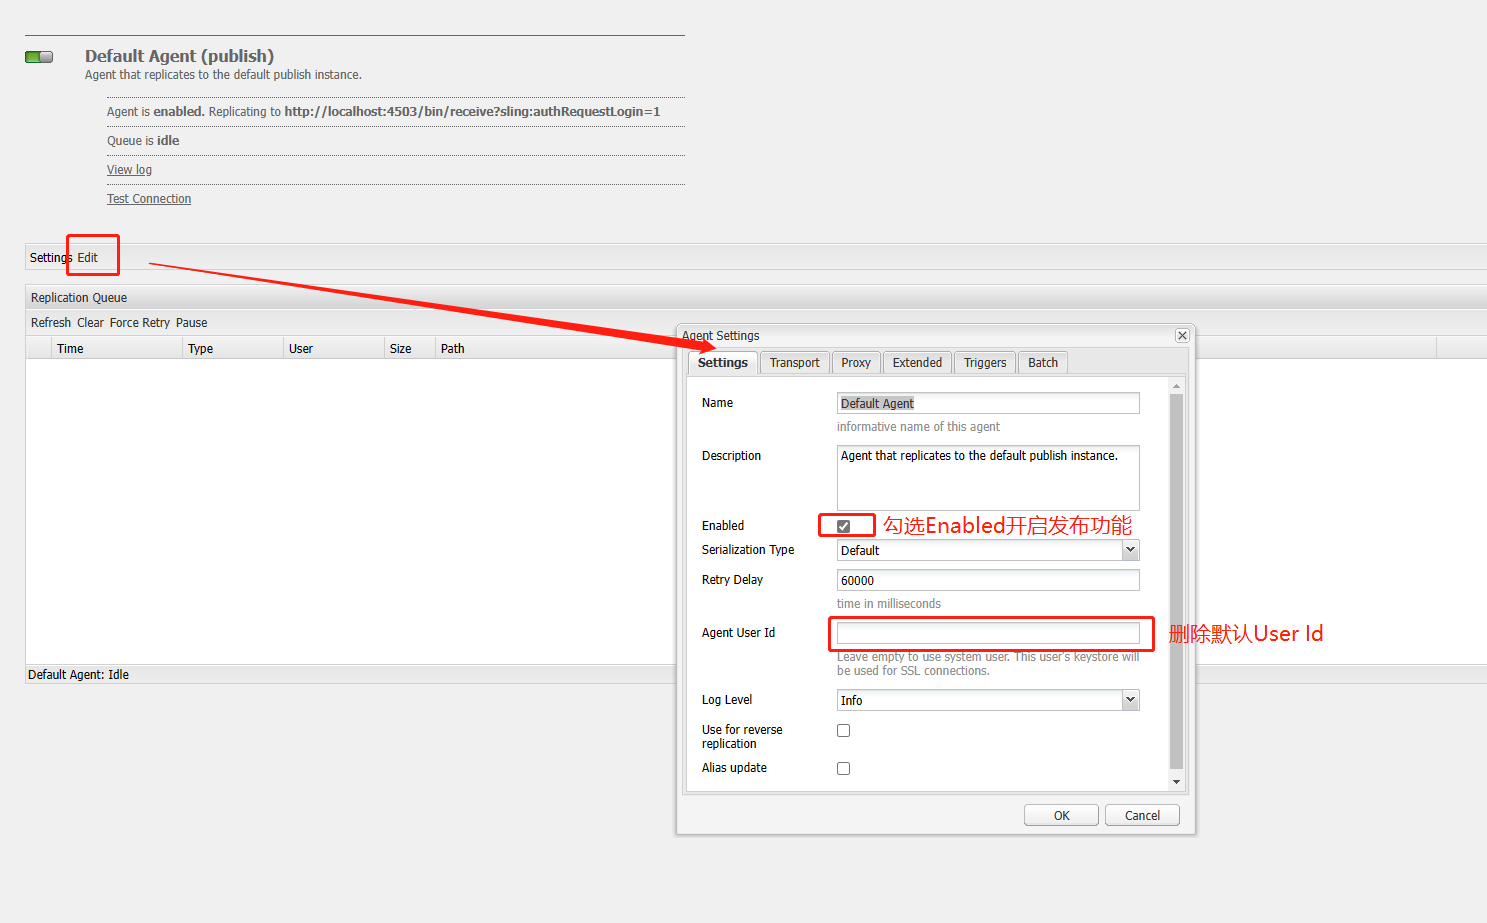 Default Agent (publish)
Agent that replicates to the default publish instance.
Agent is enabled. Replicating to http://localhost:4503/bin/receive?sling:authRequestLogin=1
Queue is idle
View log
Test Connection
Settings Edit
Replication Queue
Refresh Clear Force Retry Pause
Time Type User Size Path
Default Agent: Idle
Agent Settings
Settings Transport Proxy Extended Triggers Batch
Name Default Agent
informative name of this agent
Description Agent that replicates to the default publish instance.
Enabled 勾选Enabled开启发布功能
Serialization Type Default
Retry Delay 60000
time in milliseconds
Agent User Id 删除默认User Id
Leave empty to use system user. This user's keystore will
be used for SSL connections.
Log Level Info
Use for reverse
replication
Alias update
OK Cancel